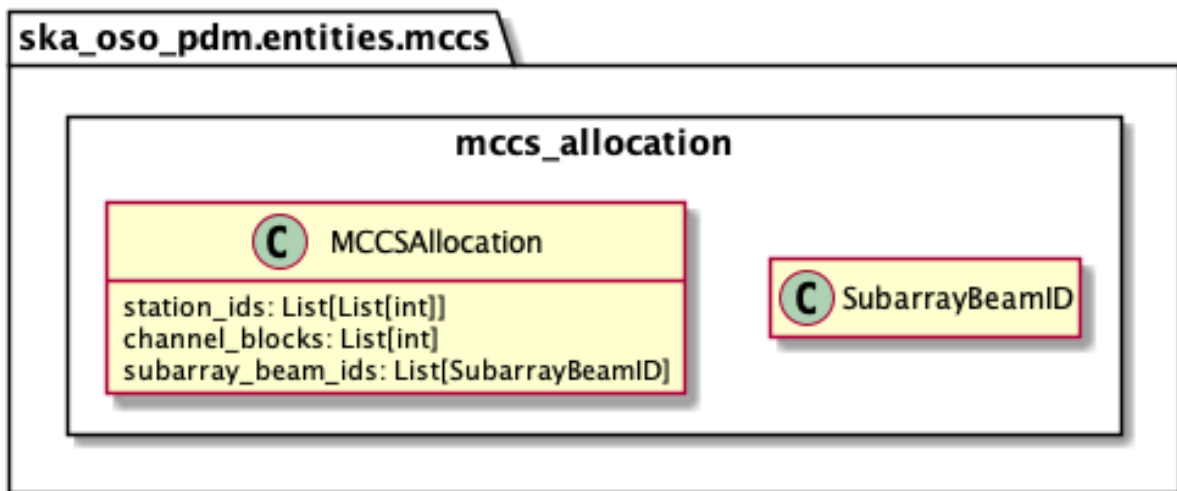 ska_oso_pdm.entities.mccs
mccs_allocation
C MCCSAllocation
station_ids: List[List[int]]
channel_blocks: List[int]
subarray_beam_ids: List[SubarrayBeamID]
C SubarrayBeamID